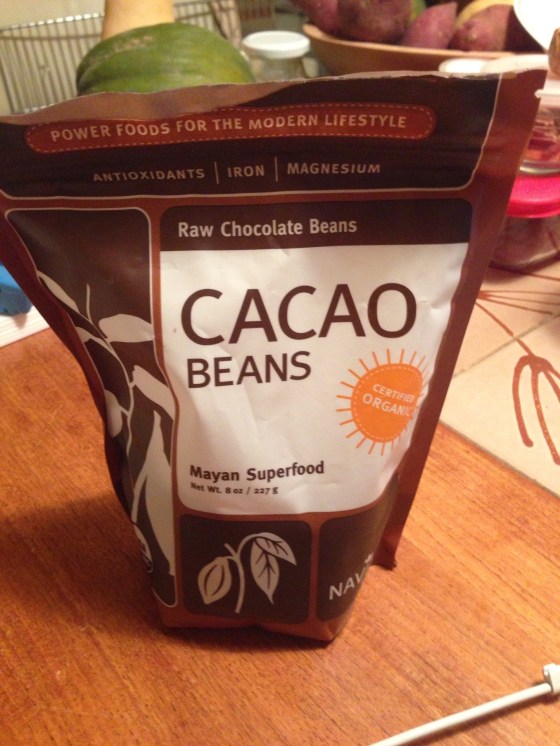 POWER FOODS FOR THE MODERN LIFESTYLE
ANTIOXIDANTS | IRON | MAGNESIUM
Raw Chocolate Beans
CACAO
BEANS
CERTIFIED
ORGANIC
Mayan Superfood
Net Wt. 8 oz / 227 g
NAV